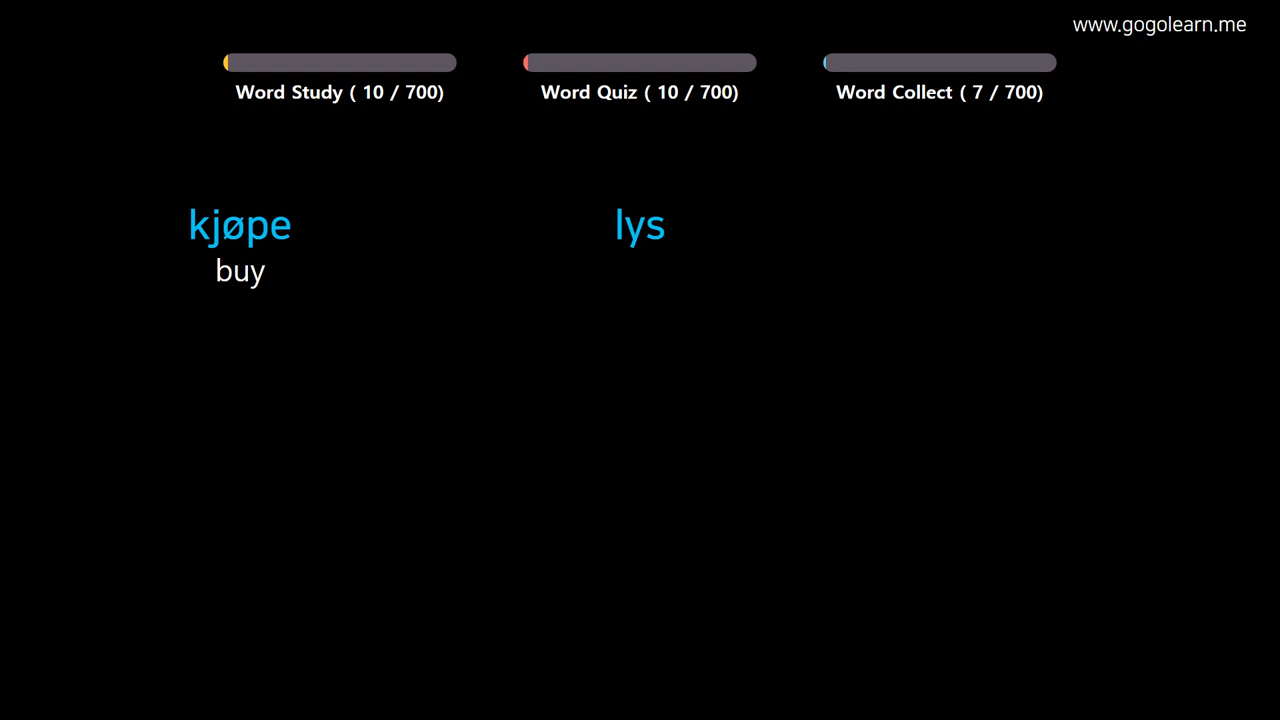 www.gogolearn.me
Word Study ( 10 / 700)
Word Quiz ( 10 / 700)
Word Collect ( 7 / 700)
kjøpe
buy
lys